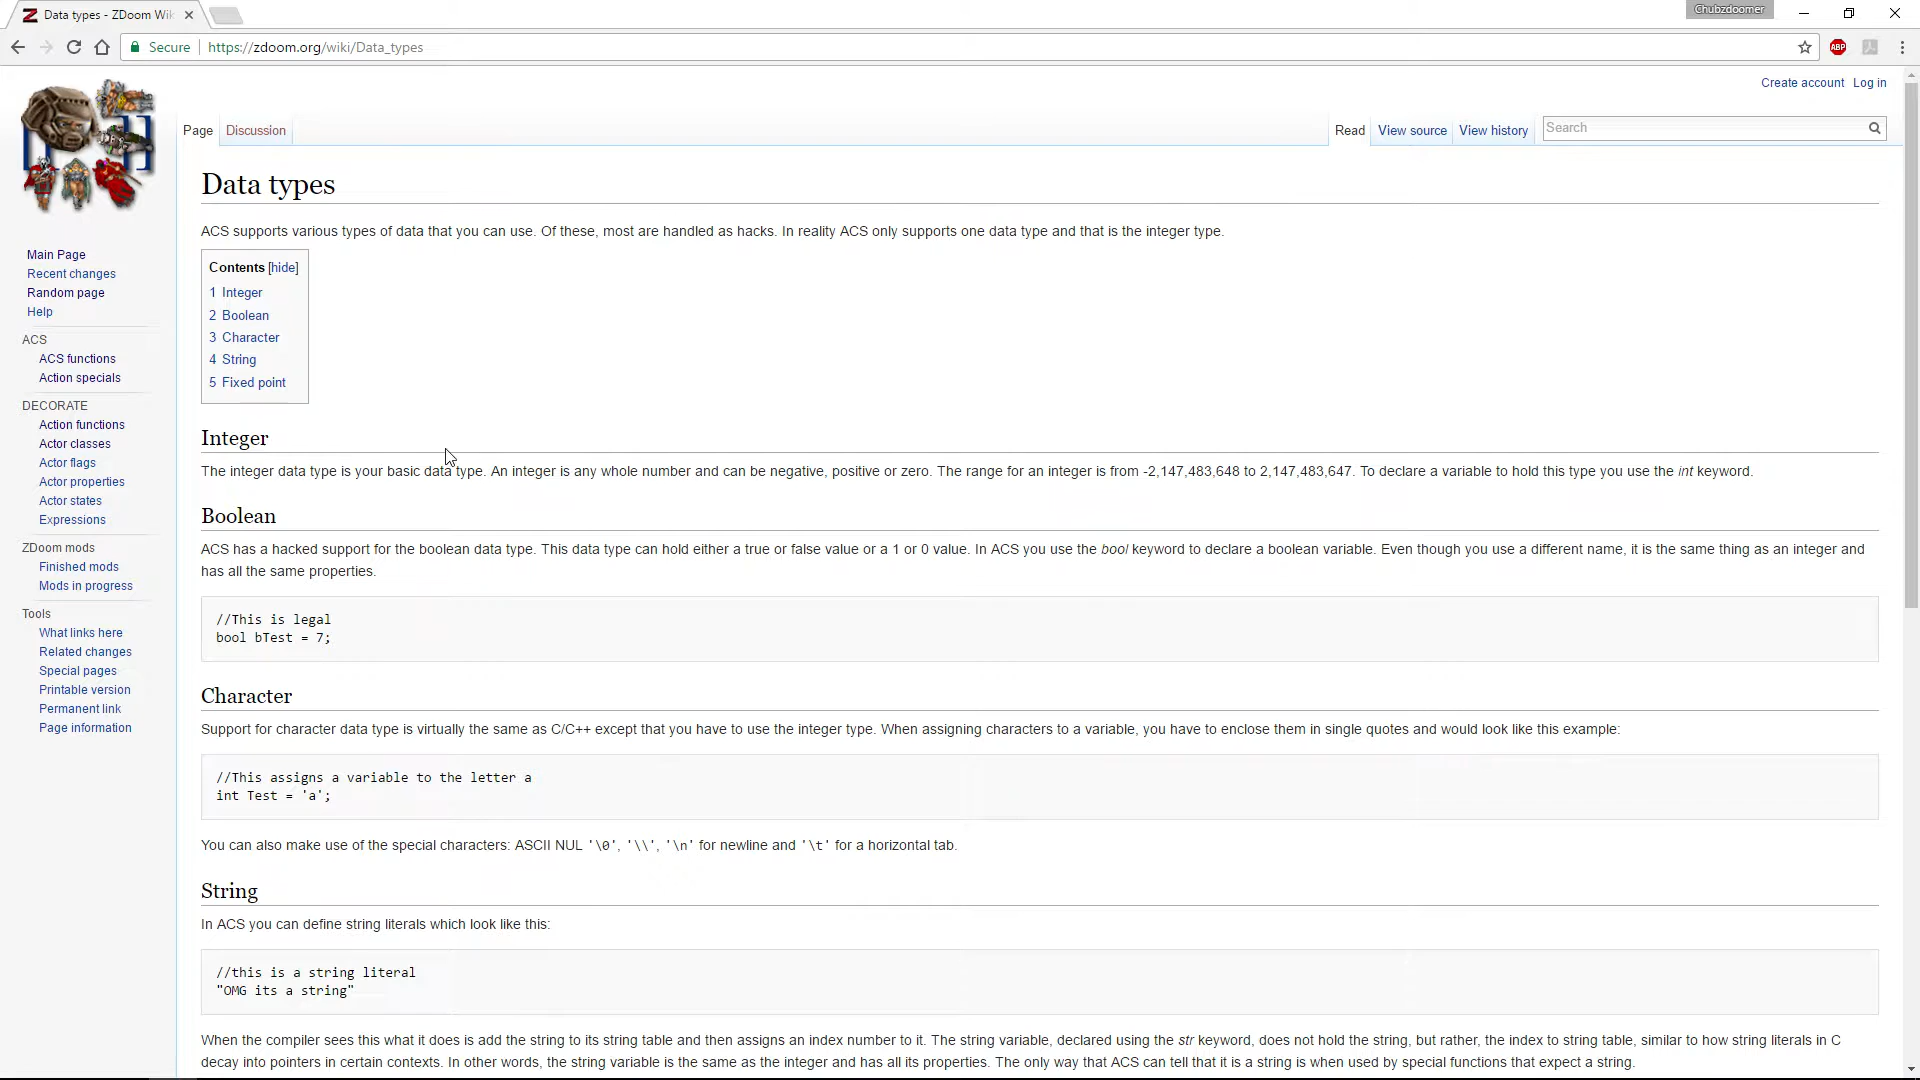 Data types - ZDoom Wik
Chubzdoomer
Secure
https://zdoom.org/wiki/Data_types
ABP
Create account Log in
Page Discussion
Read View source View history
Search
Data types
ACS supports various types of data that you can use. Of these, most are handled as hacks. In reality ACS only supports one data type and that is the integer type.
Contents [hide]
1 Integer
2 Boolean
3 Character
4 String
5 Fixed point
Main Page
Recent changes
Random page
Help
ACS
ACS functions
Action specials
DECORATE
Action functions
Actor classes
Actor flags
Actor properties
Actor states
Expressions
ZDoom mods
Finished mods
Mods in progress
Tools
What links here
Related changes
Special pages
Printable version
Permanent link
Page information
Integer
The integer data type is your basic data type. An integer is any whole number and can be negative, positive or zero. The range for an integer is from -2,147,483,648 to 2,147,483,647. To declare a variable to hold this type you use the int keyword.
Boolean
ACS has a hacked support for the boolean data type. This data type can hold either a true or false value or a 1 or 0 value. In ACS you use the bool keyword to declare a boolean variable. Even though you use a different name, it is the same thing as an integer and
has all the same properties.
//This is legal
bool bTest = 7;
Character
Support for character data type is virtually the same as C/C++ except that you have to use the integer type. When assigning characters to a variable, you have to enclose them in single quotes and would look like this example:
//This assigns a variable to the letter a
int Test = 'a';
You can also make use of the special characters: ASCII NUL '\0', '\\', '\n' for newline and '\t' for a horizontal tab.
String
In ACS you can define string literals which look like this:
//this is a string literal
"OMG its a string"
When the compiler sees this what it does is add the string to its string table and then assigns an index number to it. The string variable, declared using the str keyword, does not hold the string, but rather, the index to string table, similar to how string literals in C
decay into pointers in certain contexts. In other words, the string variable is the same as the integer and has all its properties. The only way that ACS can tell that it is a string is when used by special functions that expect a string.